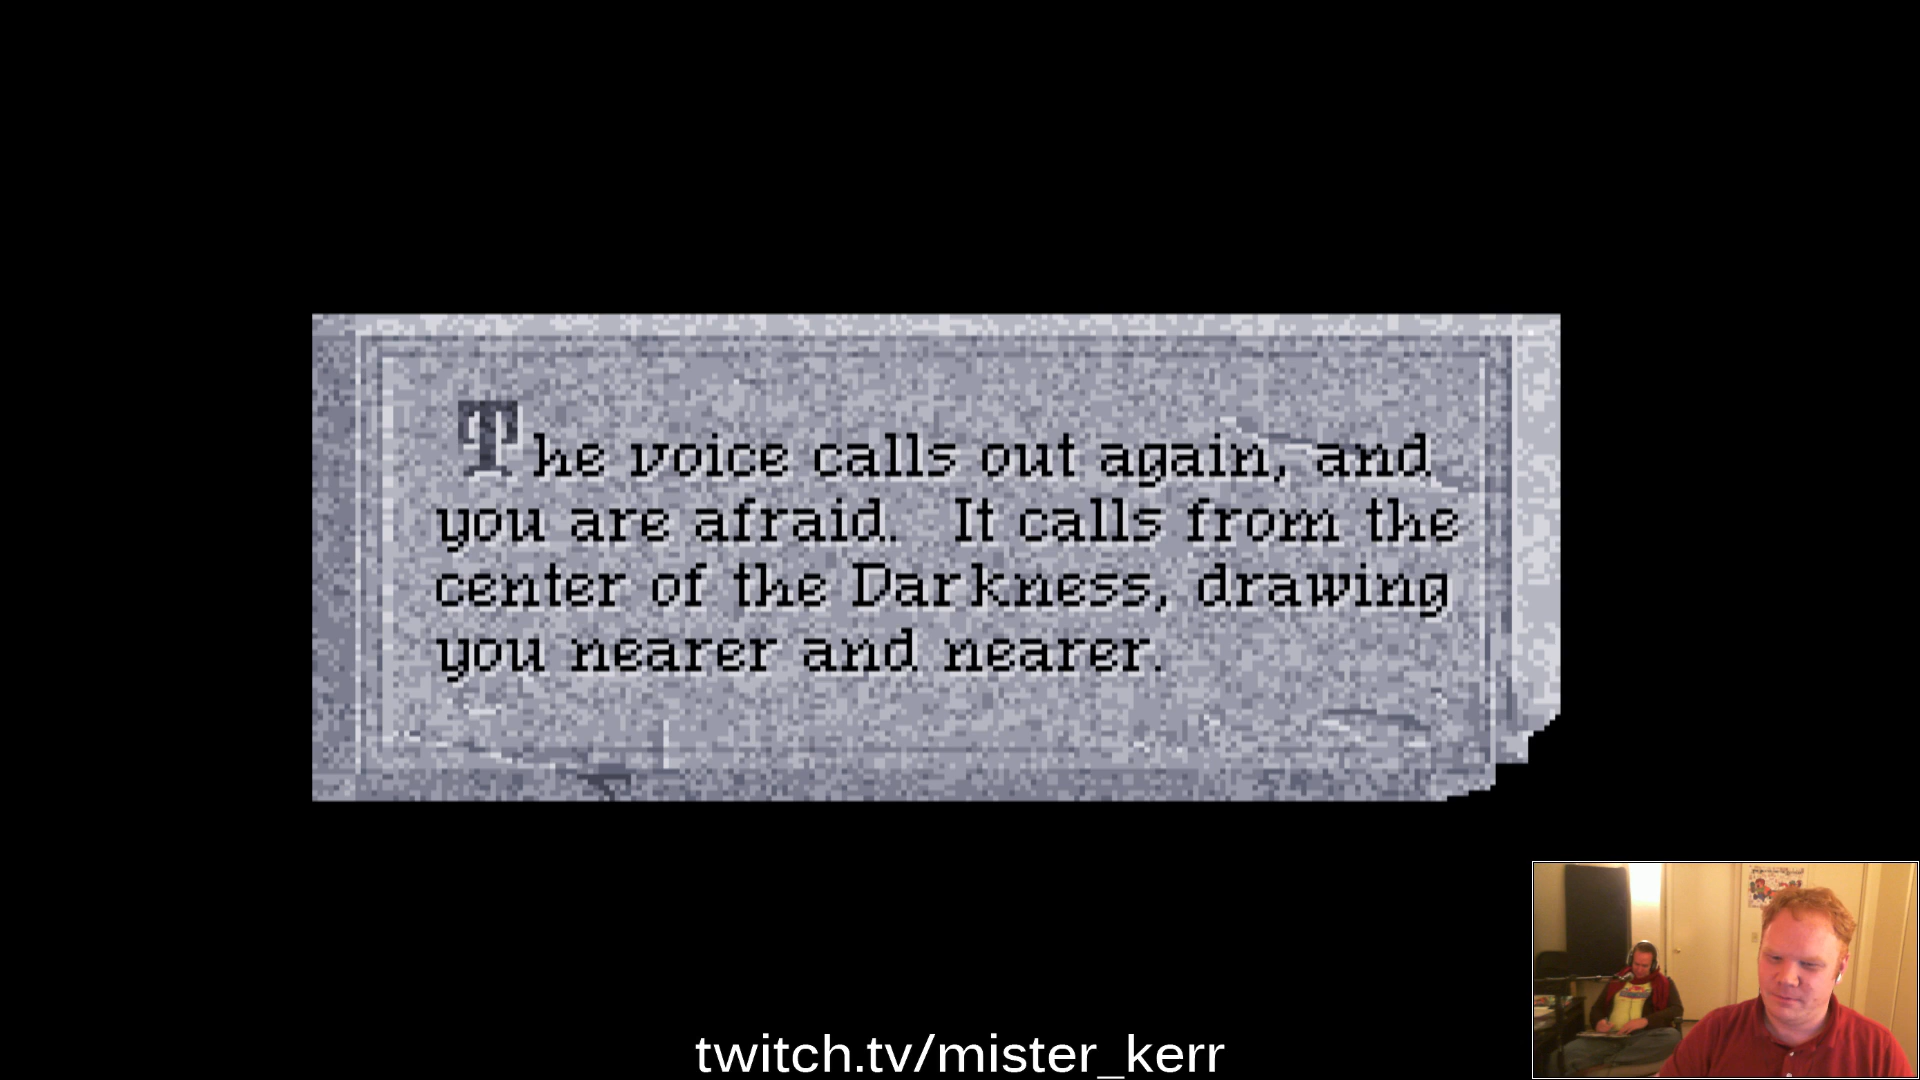 The voice calls out again, and
you are afraid.  It calls from the
center of the Darkness, drawing
you nearer and nearer.
twitch.tv/mister_kerr